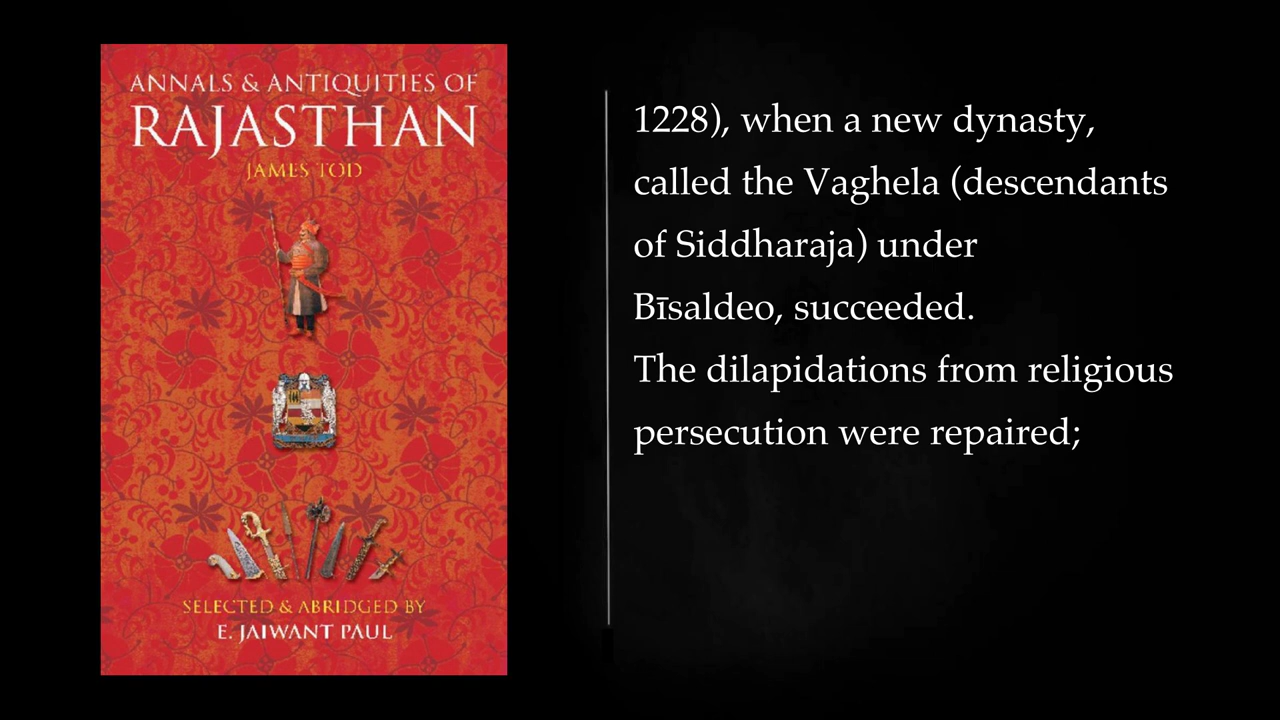 ANNALS & ANTIQUITIES OF
RAJASTHAN
JAMES TOD
SELECTED & ABRIDGED BY
E. JAIWANT PAUL
1228), when a new dynasty,
called the Vaghela (descendants
of Siddharaja) under
Bīsaldeo, succeeded.
The dilapidations from religious
persecution were repaired;